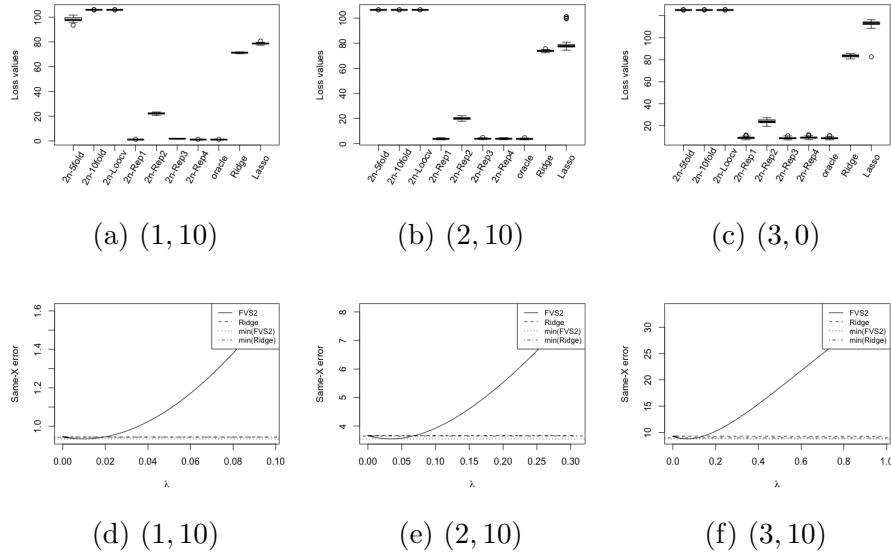 Loss values
0 20 40 60 80 100
2n-5fold 2n-10fold 2n-Loocv 2n-Rep1 2n-Rep2 2n-Rep3 2n-Rep4 oracle Ridge Lasso
(a) (1, 10)
Loss values
0 20 40 60 80 100
2n-5fold 2n-10fold 2n-Loocv 2n-Rep1 2n-Rep2 2n-Rep3 2n-Rep4 oracle Ridge Lasso
(b) (2, 10)
Loss values
20 40 60 80 100
2n-5fold 2n-10fold 2n-Loocv 2n-Rep1 2n-Rep2 2n-Rep3 2n-Rep4 oracle Ridge Lasso
(c) (3, 0)
Same-X error
1.0 1.2 1.4 1.6
FVS2
Ridge
min(FVS2)
min(Ridge)
0.00 0.02 0.04 0.06 0.08 0.10
λ
(d) (1, 10)
Same-X error
4 5 6 7 8
FVS2
Ridge
min(FVS2)
min(Ridge)
0.00 0.05 0.10 0.15 0.20 0.25 0.30
λ
(e) (2, 10)
Same-X error
10 15 20 25 30
FVS2
Ridge
min(FVS2)
min(Ridge)
0.0 0.2 0.4 0.6 0.8 1.0
λ
(f) (3, 10)